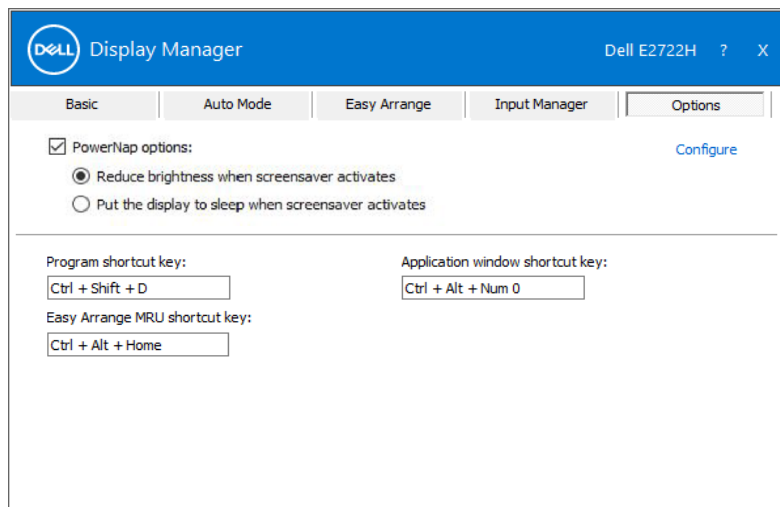 DELL Display Manager Dell E2722H ? X
Basic Auto Mode Easy Arrange Input Manager Options
PowerNap options: Configure
Reduce brightness when screensaver activates
Put the display to sleep when screensaver activates
Program shortcut key: Application window shortcut key:
Ctrl + Shift + D Ctrl + Alt + Num 0
Easy Arrange MRU shortcut key:
Ctrl + Alt + Home